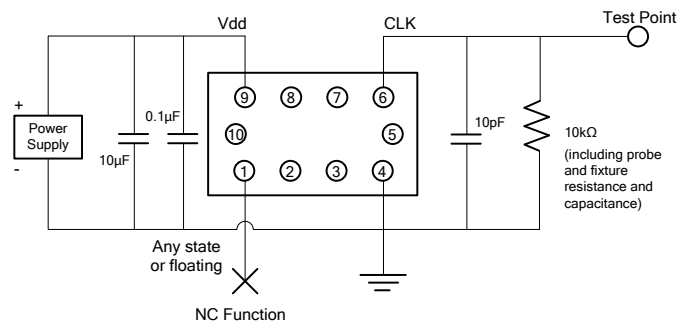 Vdd
CLK
Test Point
+
Power
Supply
-
10µF
0.1µF
9
8
7
6
10
5
1
2
3
4
10pF
10kΩ
(including probe
and fixture
resistance and
capacitance)
Any state
or floating
NC Function